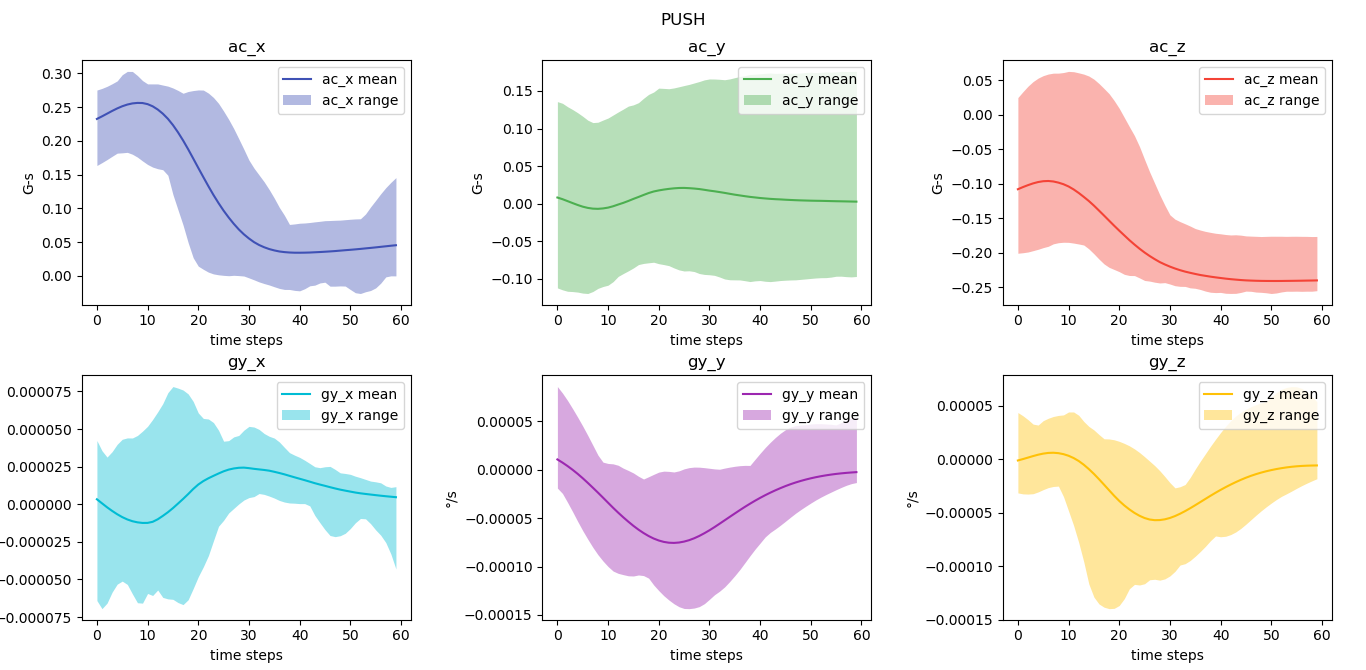 PUSH
ac_x
0.30
0.25
0.20
0.15
0.10
0.05
0.00
G-s
ac_x mean
ac_x range
0 10 20 30 40 50 60
time steps
ac_y
0.15
0.10
0.05
0.00
−0.05
−0.10
G-s
ac_y mean
ac_y range
0 10 20 30 40 50 60
time steps
ac_z
0.05
0.00
−0.05
−0.10
−0.15
−0.20
−0.25
G-s
ac_z mean
ac_z range
0 10 20 30 40 50 60
time steps
gy_x
0.000075
0.000050
0.000025
0.000000
−0.000025
−0.000050
−0.000075
gy_x mean
gy_x range
0 10 20 30 40 50 60
time steps
gy_y
0.00005
0.00000
−0.00005
−0.00010
−0.00015
°/s
gy_y mean
gy_y range
0 10 20 30 40 50 60
time steps
gy_z
0.00005
0.00000
−0.00005
−0.00010
−0.00015
°/s
gy_z mean
gy_z range
0 10 20 30 40 50 60
time steps